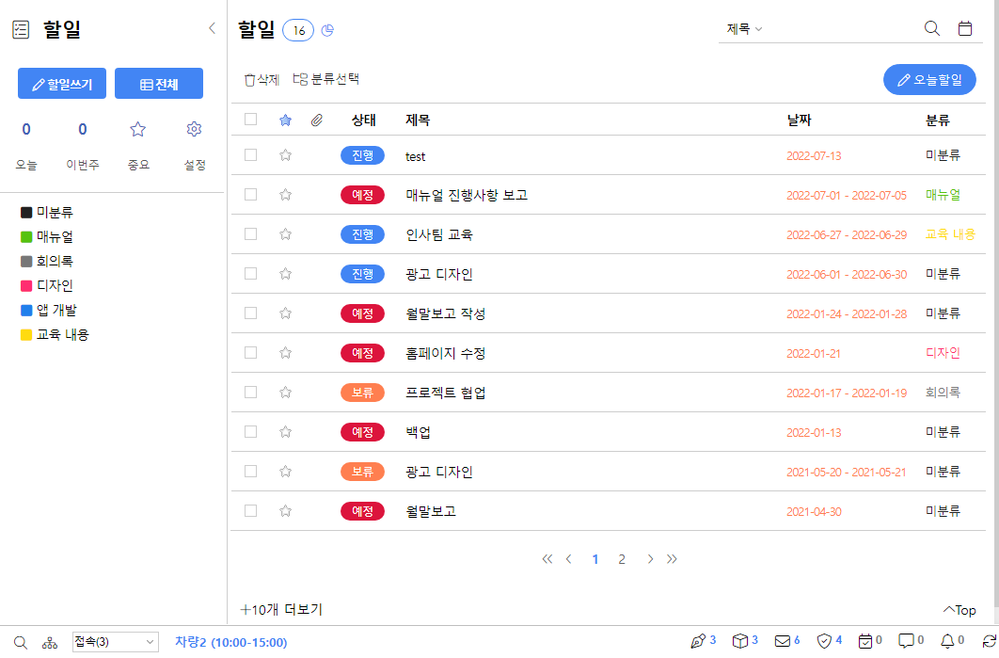 할일
할일쓰기 전체
0 0
오늘 이번주 중요 설정
미분류
매뉴얼
회의록
디자인
앱 개발
교육 내용
할일 16
제목
삭제 분류선택
오늘할일
상태 제목 날짜 분류
진행 test 2022-07-13 미분류
예정 매뉴얼 진행사항 보고 2022-07-01 - 2022-07-05 매뉴얼
진행 인사팀 교육 2022-06-27 - 2022-06-29 교육 내용
진행 광고 디자인 2022-06-01 - 2022-06-30 미분류
예정 월말보고 작성 2022-01-24 - 2022-01-28 미분류
예정 홈페이지 수정 2022-01-21 디자인
보류 프로젝트 협업 2022-01-17 - 2022-01-19 회의록
예정 백업 2022-01-13 미분류
보류 광고 디자인 2021-05-20 - 2021-05-21 미분류
예정 월말보고 2021-04-30 미분류
1 2
+10개 더보기 Top
접속(3) 차량2 (10:00-15:00) 3 3 6 4 0 0 0